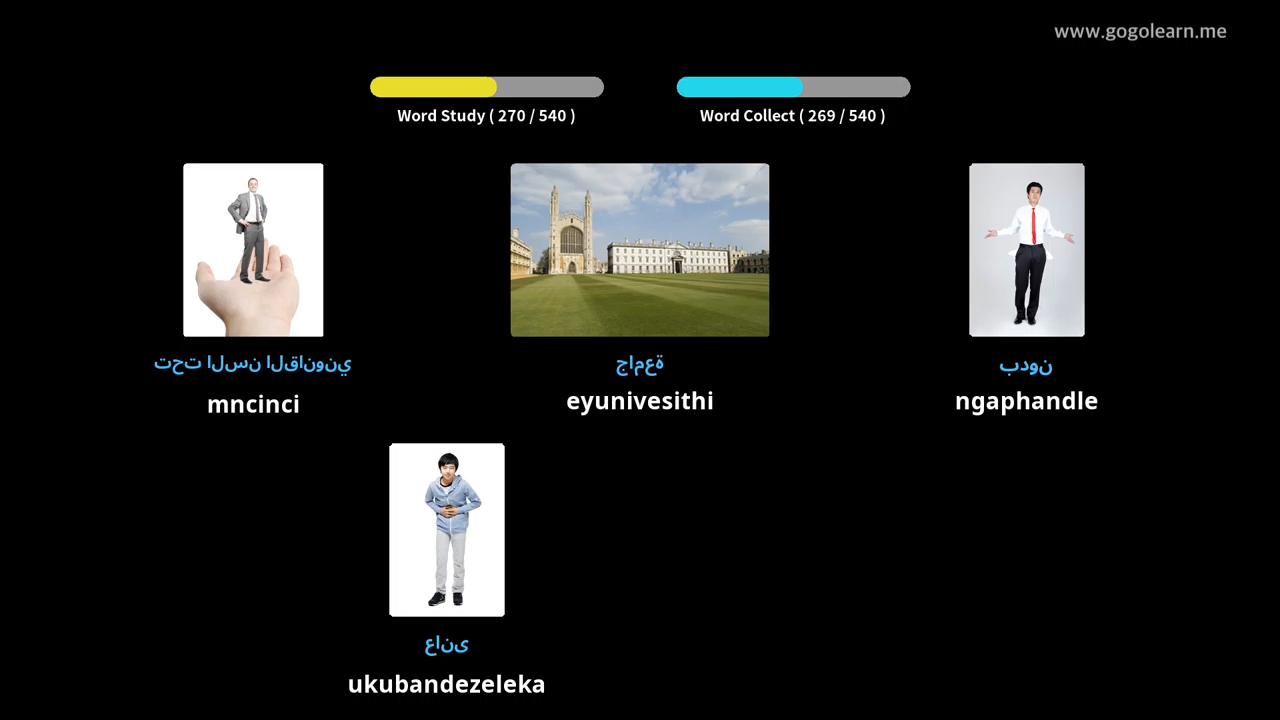 www.gogolearn.me
Word Study ( 270 / 540 )
Word Collect ( 269 / 540 )
تحت السن القانوني
mncinci
جامعة
eyunivesithi
بدون
ngaphandle
عانى
ukubandezeleka